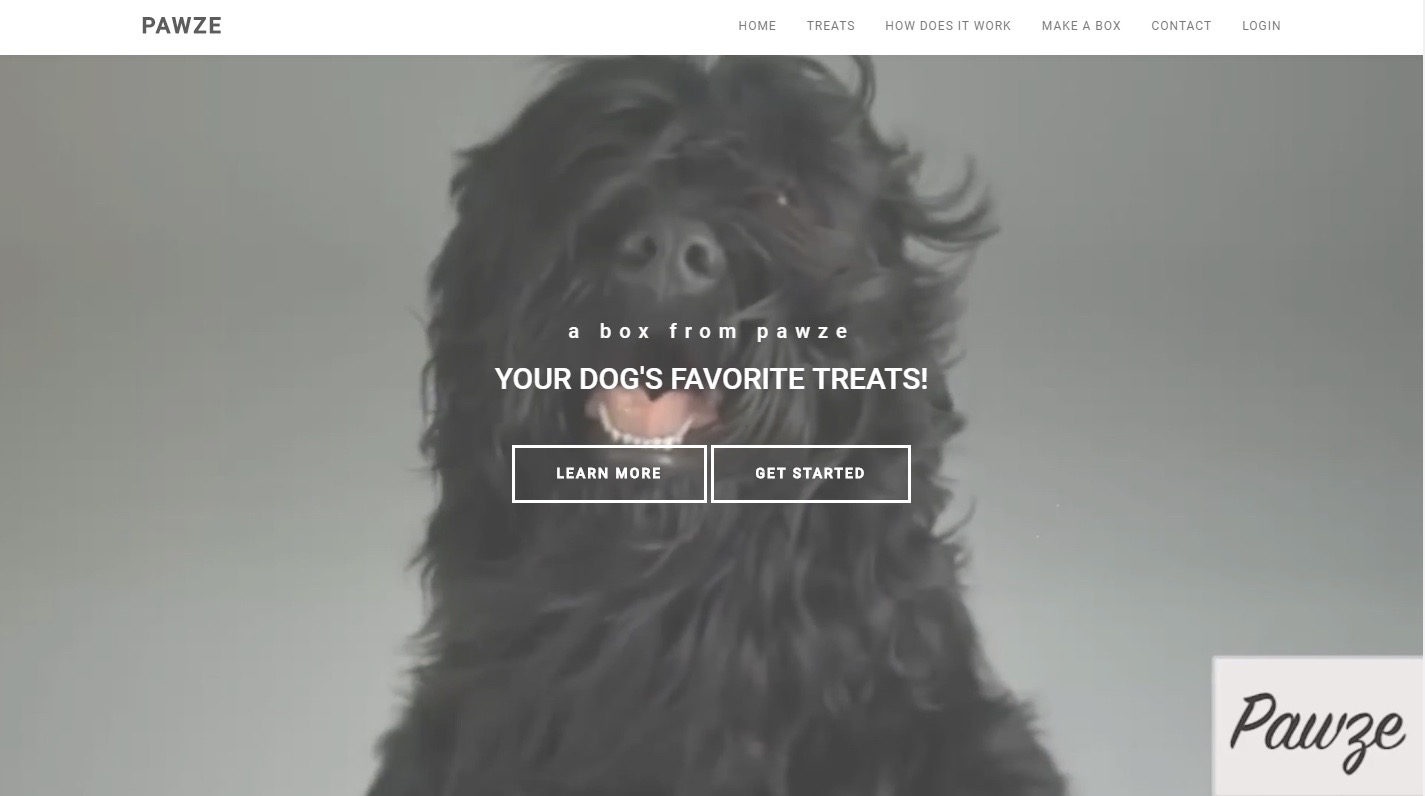 PAWZE
HOME TREATS HOW DOES IT WORK MAKE A BOX CONTACT LOGIN
a box from pawze
YOUR DOG'S FAVORITE TREATS!
LEARN MORE GET STARTED
Pawze